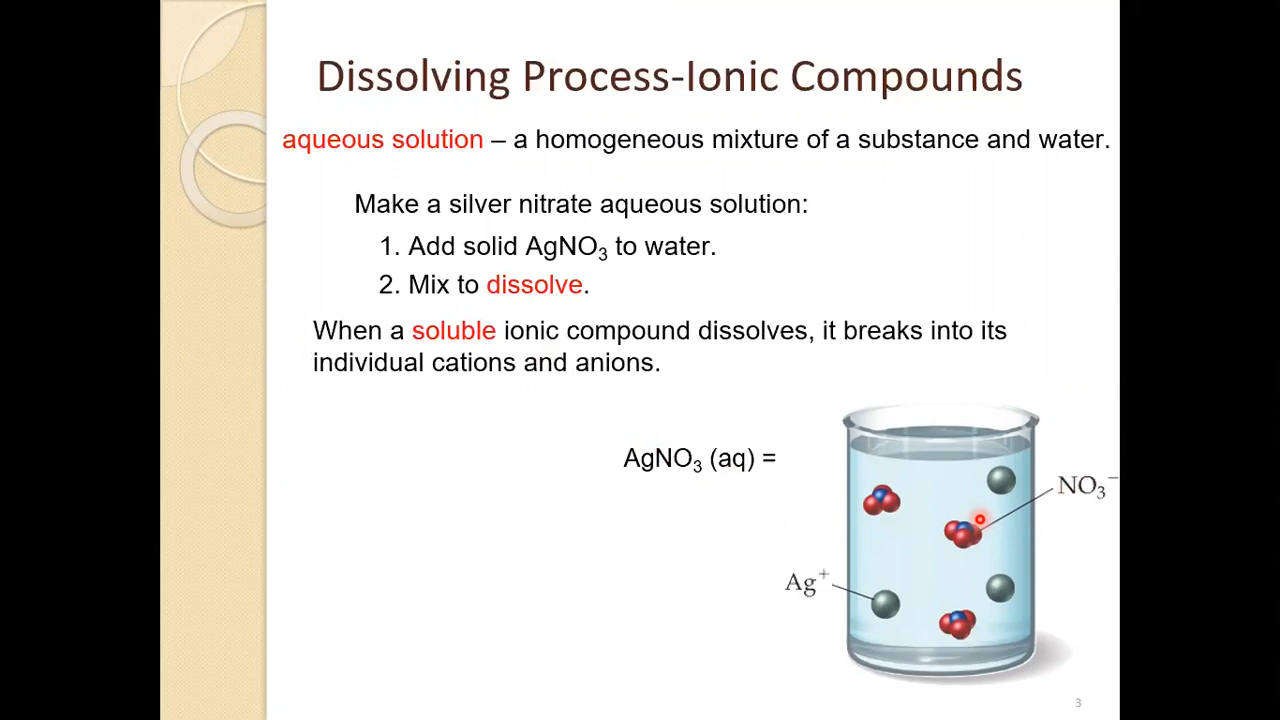 Dissolving Process-Ionic Compounds
aqueous solution – a homogeneous mixture of a substance and water.
Make a silver nitrate aqueous solution:
1. Add solid AgNO₃ to water.
2. Mix to dissolve.
When a soluble ionic compound dissolves, it breaks into its
individual cations and anions.
AgNO₃ (aq) =
NO₃⁻
Ag⁺
3